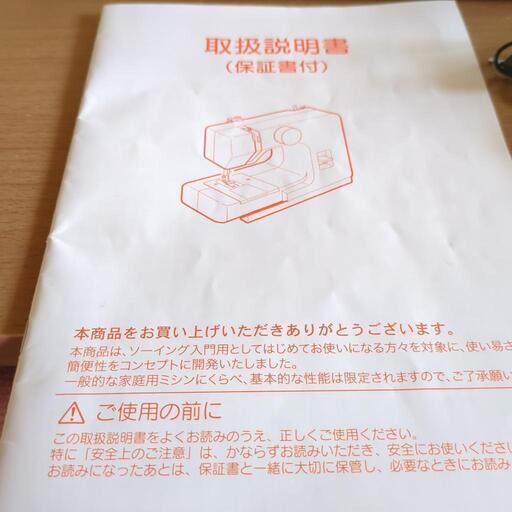 取扱説明書
（保証書付）
本商品をお買い上げいただきありがとうございます。
本商品は、ソーイング入門用としてはじめてお使いになる方々を対象に、使い易さ
簡便性をコンセプトに開発いたしました。
一般的な家庭用ミシンにくらべ、基本的な性能は限定されますので、ご了承願い
ご使用の前に
この取扱説明書をよくお読みのうえ、正しくご使用ください。
特に「安全上のご注意」は、かならずお読みいただき、安全にお使いくださ
お読みになったあとは、保証書と一緒に大切に保管し、必要なときにお読み